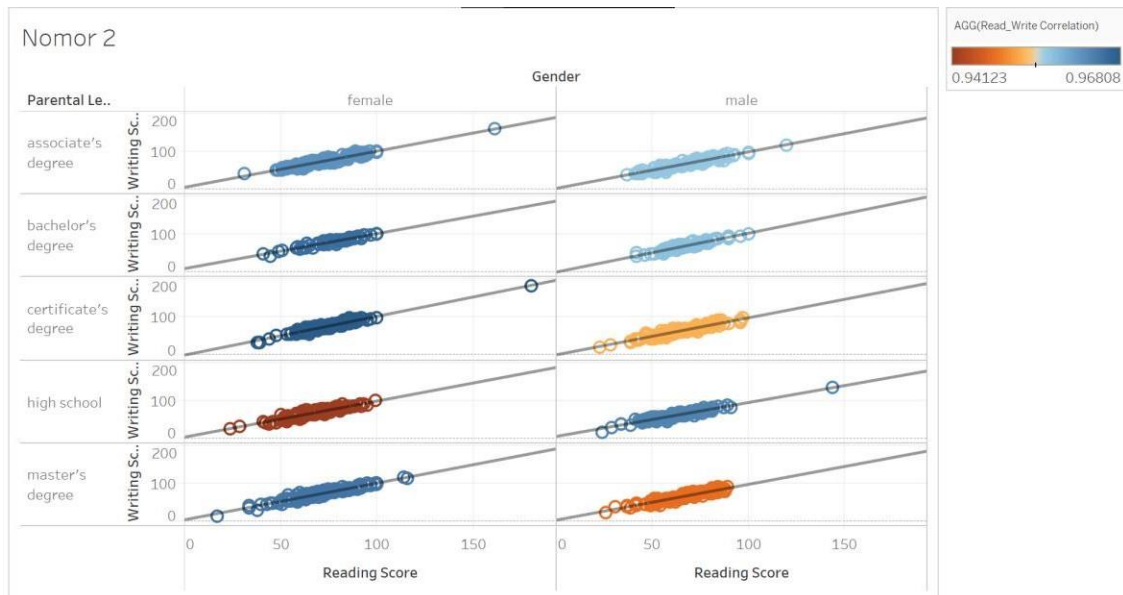 Nomor 2
AGG(Read_Write Correlation)
0.94123 0.96808
Gender
Parental Le.. female male
associate's
degree
Writing Sc..
200
100
0
bachelor's
degree
Writing Sc..
200
100
0
certificate's
degree
Writing Sc..
200
100
0
high school
Writing Sc..
200
100
0
master's
degree
Writing Sc..
200
100
0
0 50 100 150 0 50 100 150
Reading Score Reading Score